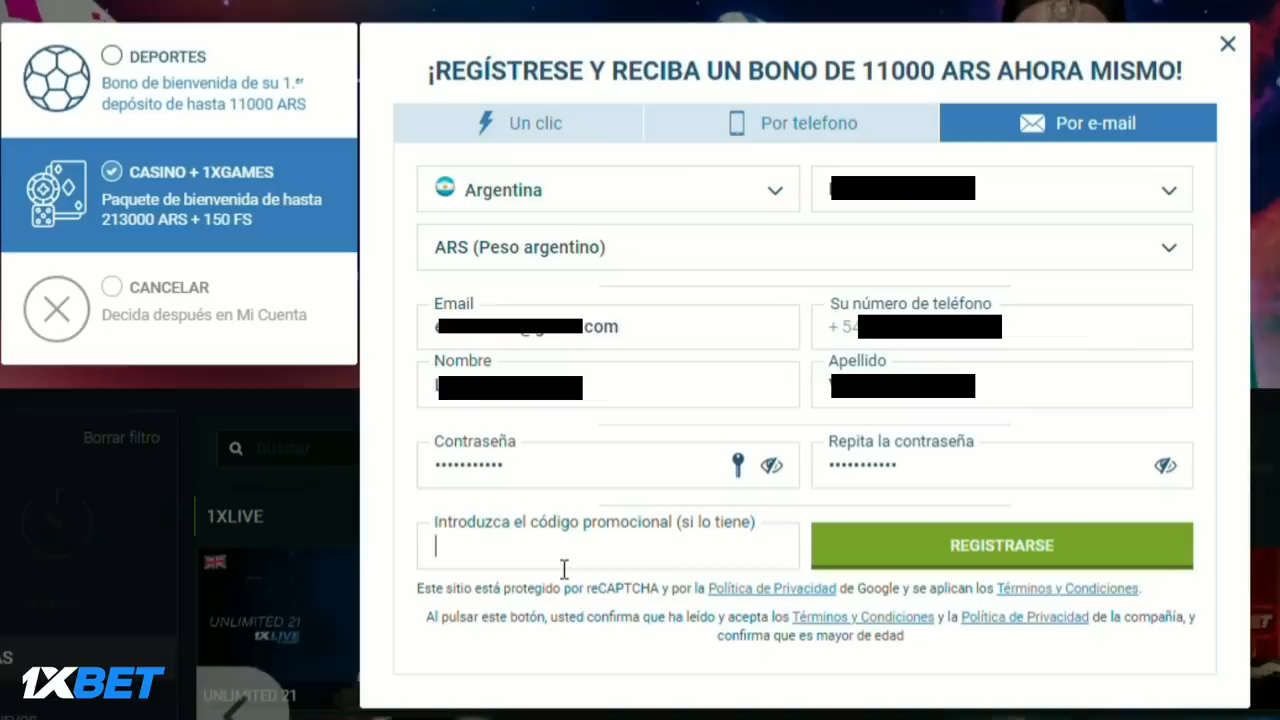 DEPORTES
Bono de bienvenida de su 1.er
depósito de hasta 11000 ARS
CASINO + 1XGAMES
Paquete de bienvenida de hasta
213000 ARS + 150 FS
CANCELAR
Decida después en Mi Cuenta
¡REGÍSTRESE Y RECIBA UN BONO DE 11000 ARS AHORA MISMO!
Un clic
Por telefono
Por e-mail
Argentina
ARS (Peso argentino)
Email
com
Su número de teléfono
+ 54
Nombre
Apellido
Contraseña
Repita la contraseña
Introduzca el código promocional (si lo tiene)
REGISTRARSE
Este sitio está protegido por reCAPTCHA y por la Política de Privacidad de Google y se aplican los Términos y Condiciones.
Al pulsar este botón, usted confirma que ha leído y acepta los Términos y Condiciones y la Política de Privacidad de la compañía, y
confirma que es mayor de edad
Borrar filtro
buscar
1XLIVE
UNLIMITED 21
1XLIVE
UNLIMITED 21
1XBET